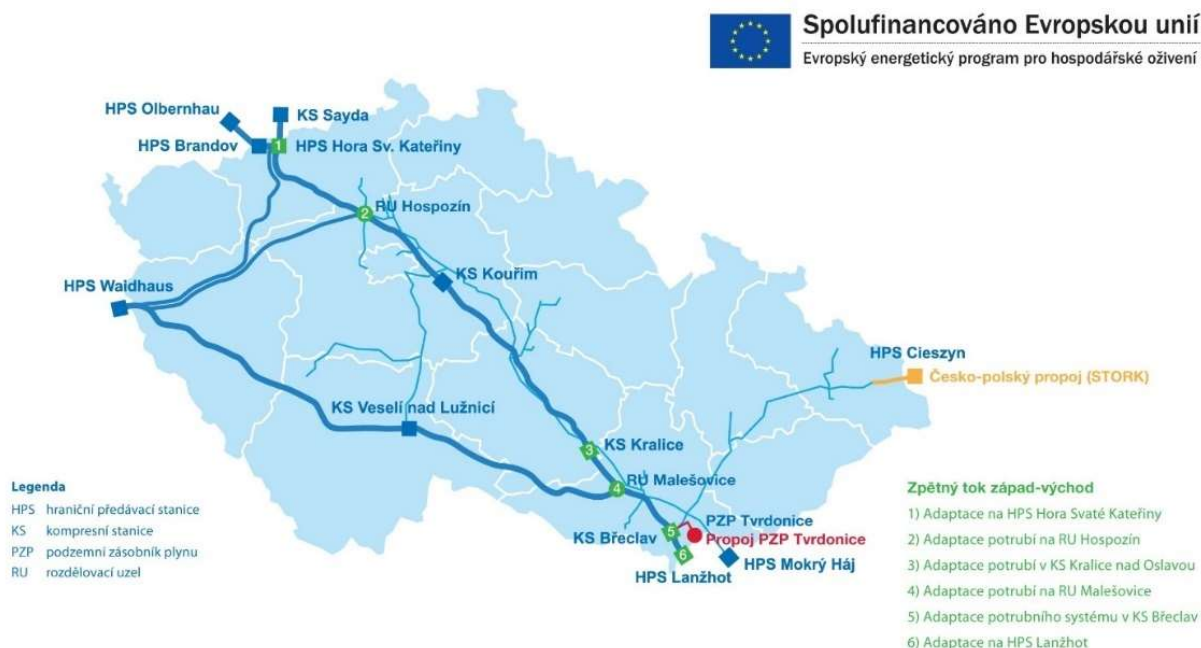 Spolufinancováno Evropskou unií
Evropský energetický program pro hospodářské oživení
HPS Olbernhau
KS Sayda
HPS Brandov
1
HPS Hora Sv. Kateřiny
2
RU Hospozín
HPS Waidhaus
KS Kouřim
HPS Cieszyn
Česko-polský propoj (STORK)
KS Veselí nad Lužnicí
3
KS Kralice
4
RU Malešovice
PZP Tvrdonice
KS Břeclav
5
Propoj PZP Tvrdonice
6
HPS Lanžhot
HPS Mokrý Háj
Legenda
HPS hraniční předávací stanice
KS kompresní stanice
PZP podzemní zásobník plynu
RU rozdělovací uzel
Zpětný tok západ-východ
1) Adaptace na HPS Hora Svaté Kateřiny
2) Adaptace potrubí na RU Hospozín
3) Adaptace potrubí v KS Kralice nad Oslavou
4) Adaptace potrubí na RU Malešovice
5) Adaptace potrubního systému v KS Břeclav
6) Adaptace na HPS Lanžhot